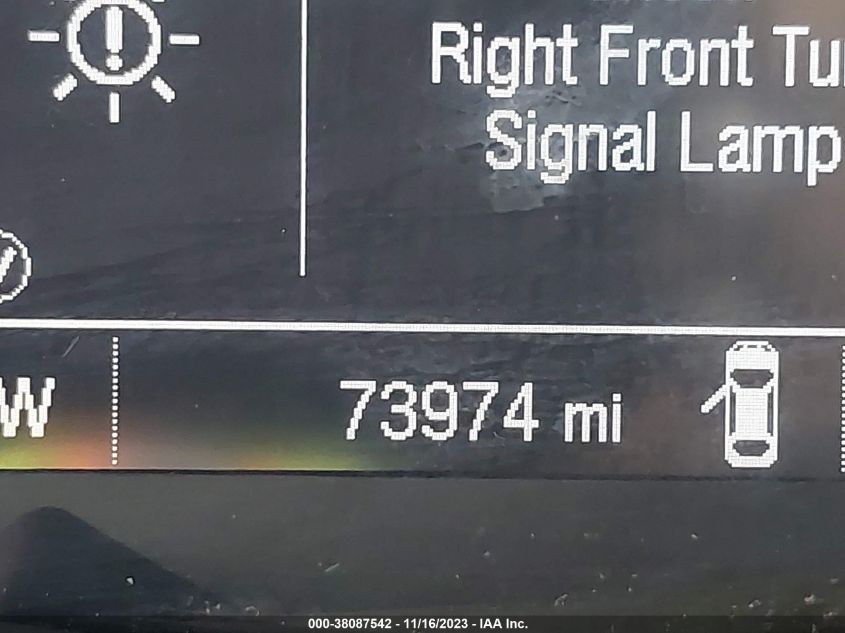 Right Front Tu
Signal Lamp
W
73974 mi
000-38087542 - 11/16/2023 - IAA Inc.